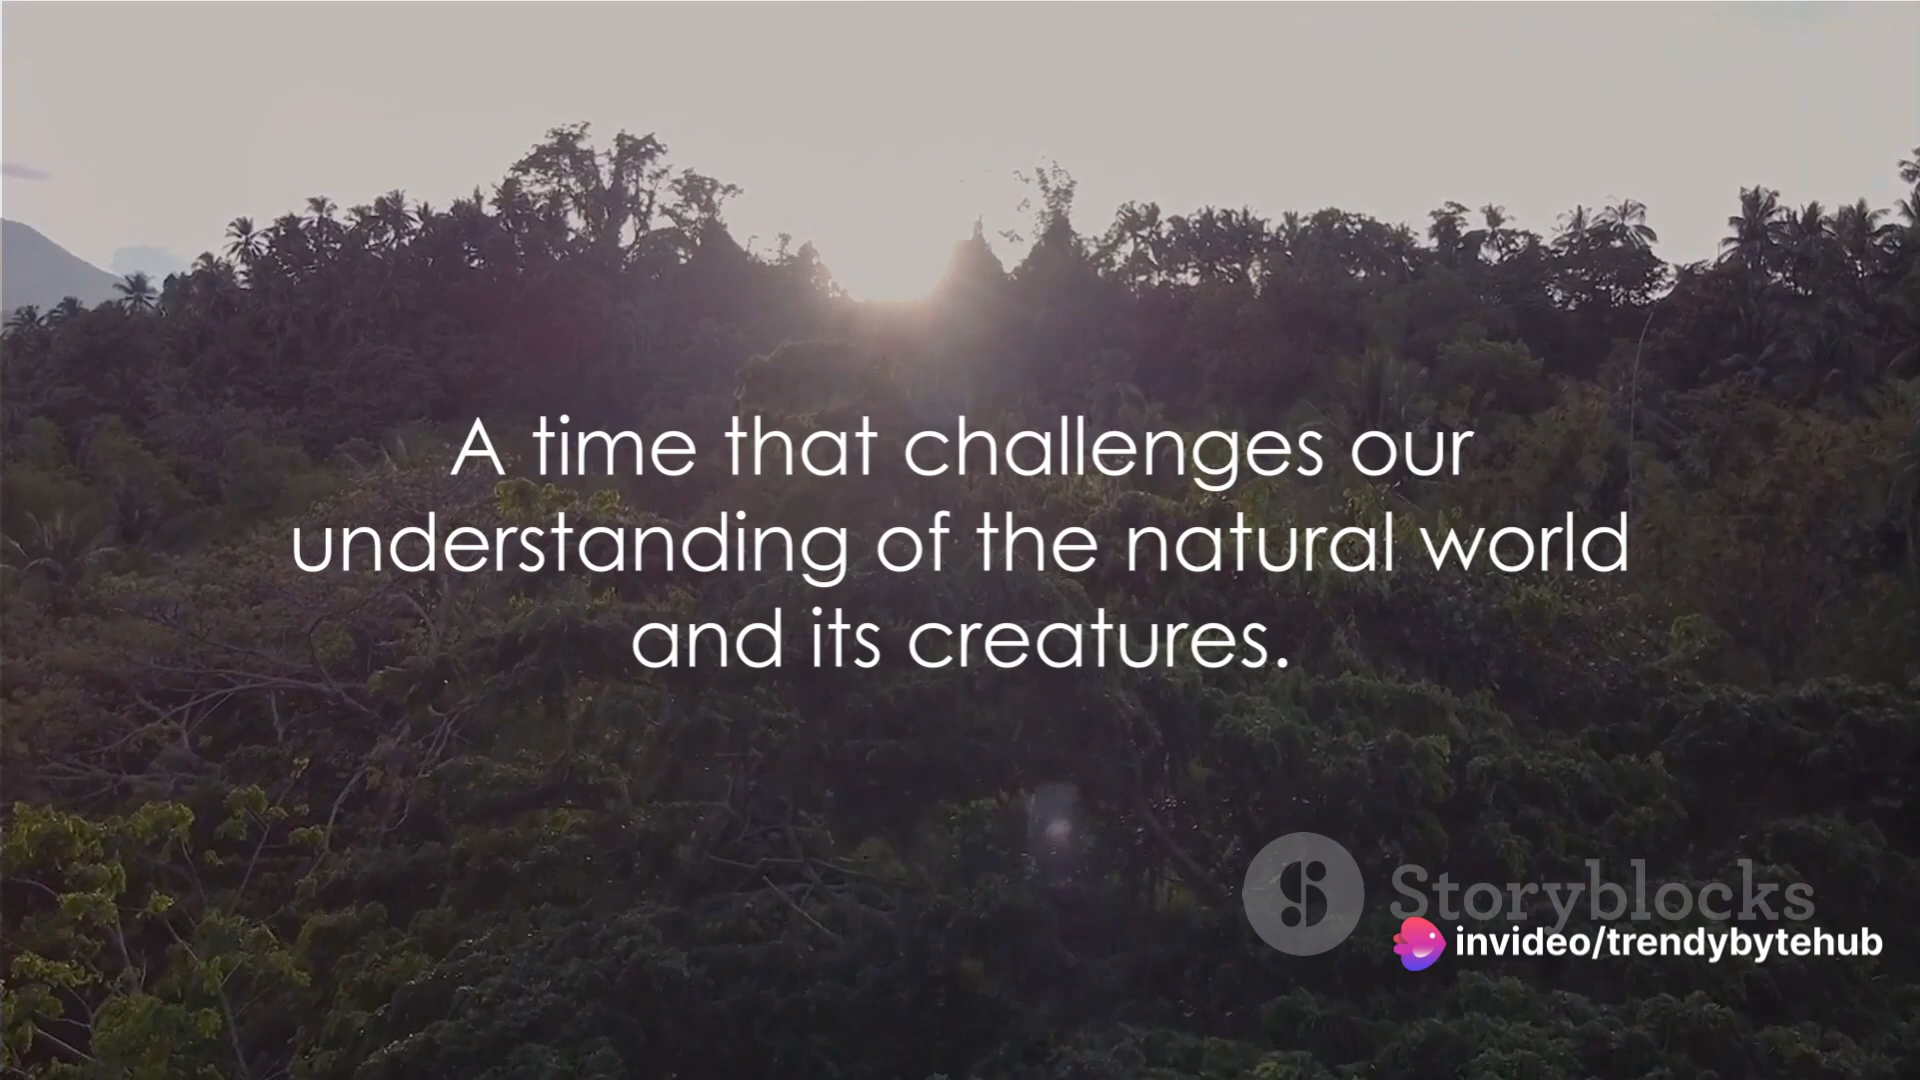 A time that challenges our
understanding of the natural world
and its creatures.
Storyblocks
invideo/trendybytehub